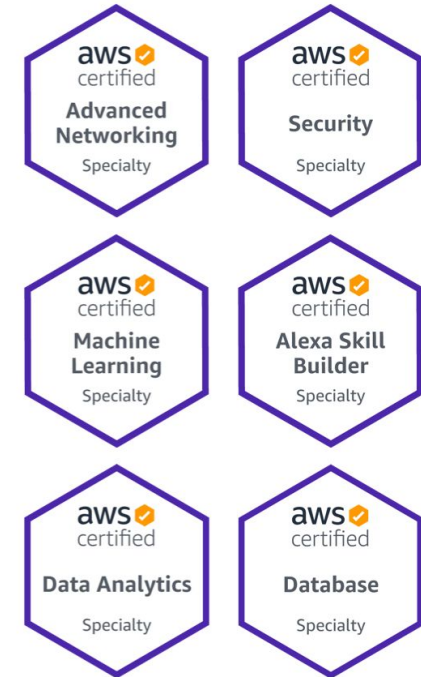 aws
certified
Advanced
Networking
Specialty
aws
certified
Security
Specialty
aws
certified
Machine
Learning
Specialty
aws
certified
Alexa Skill
Builder
Specialty
aws
certified
Data Analytics
Specialty
aws
certified
Database
Specialty